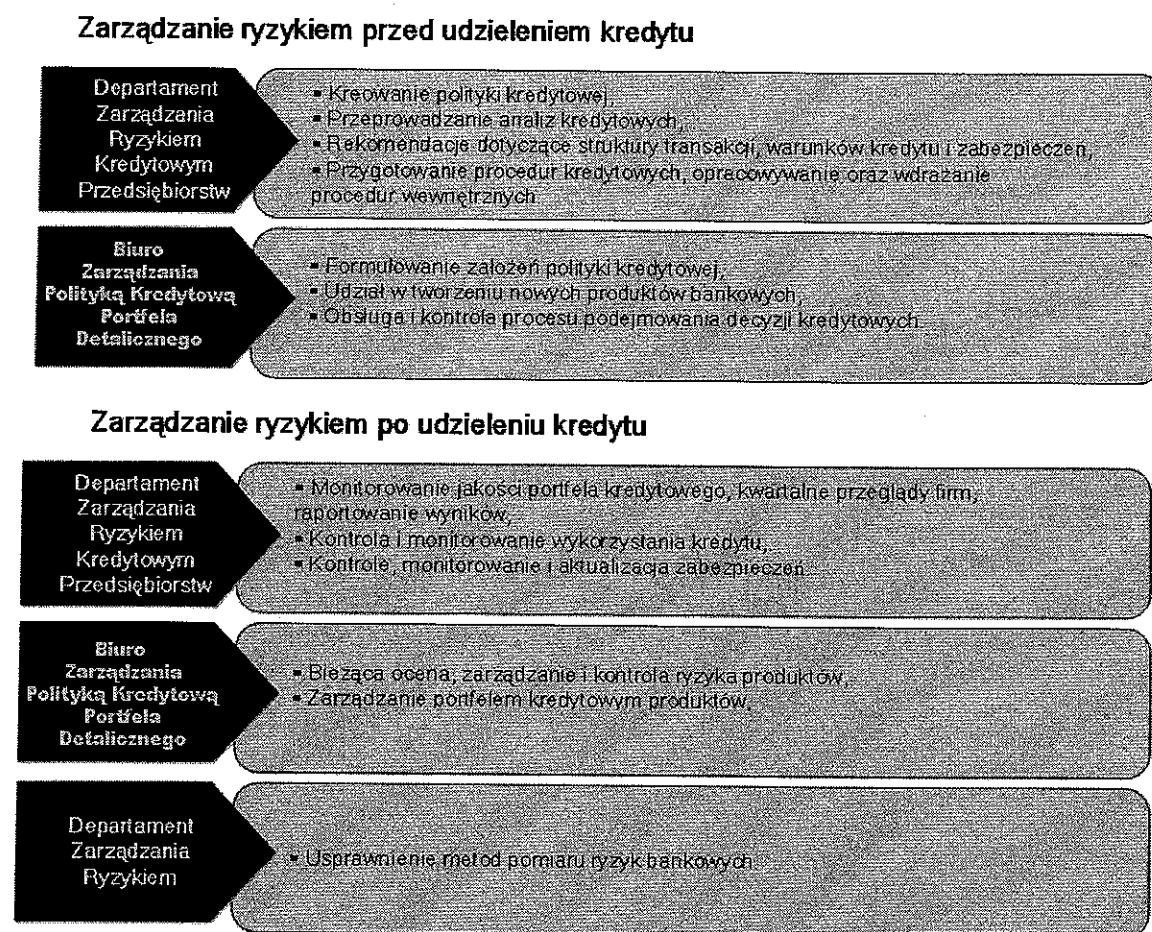 Zarządzanie ryzykiem przed udzieleniem kredytu
Departament
Zarządzania
Ryzykiem
Kredytowym
Przedsiębiorstw
▪ Kreowanie polityki kredytowej,
▪ Przeprowadzanie analiz kredytowych,
▪ Rekomendacje dotyczące struktury transakcji, warunków kredytu i zabezpieczeń,
▪ Przygotowanie procedur kredytowych, opracowywanie oraz wdrażanie
procedur wewnętrznych
Biuro
Zarządzania
Polityką Kredytową
Portfela
Detalicznego
▪ Formułowanie założeń polityki kredytowej,
▪ Udział w tworzeniu nowych produktów bankowych,
▪ Obsługa i kontrola procesu podejmowania decyzji kredytowych.
Zarządzanie ryzykiem po udzieleniu kredytu
Departament
Zarządzania
Ryzykiem
Kredytowym
Przedsiębiorstw
▪ Monitorowanie jakości portfela kredytowego, kwartalne przeglądy firm,
raportowanie wyników,
▪ Kontrola i monitorowanie wykorzystania kredytu,
▪ Kontrole, monitorowanie i aktualizacja zabezpieczeń.
Biuro
Zarządzania
Polityką Kredytową
Portfela
Detalicznego
▪ Bieżąca ocena, zarządzanie i kontrola ryzyka produktów,
▪ Zarządzanie portfelem kredytowym produktów,
Departament
Zarządzania
Ryzykiem
▪ Usprawnienie metod pomiaru ryzyk bankowych